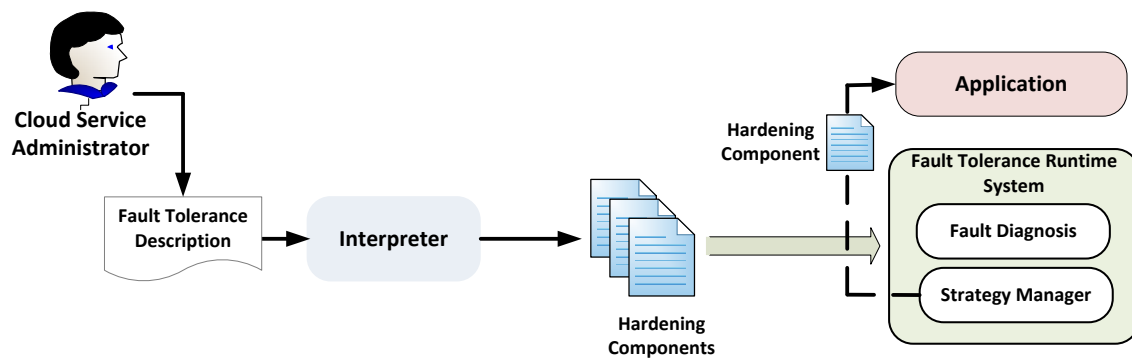 Cloud Service
Administrator
Fault Tolerance
Description
Interpreter
Hardening
Components
Hardening
Component
Application
Fault Tolerance Runtime
System
Fault Diagnosis
Strategy Manager